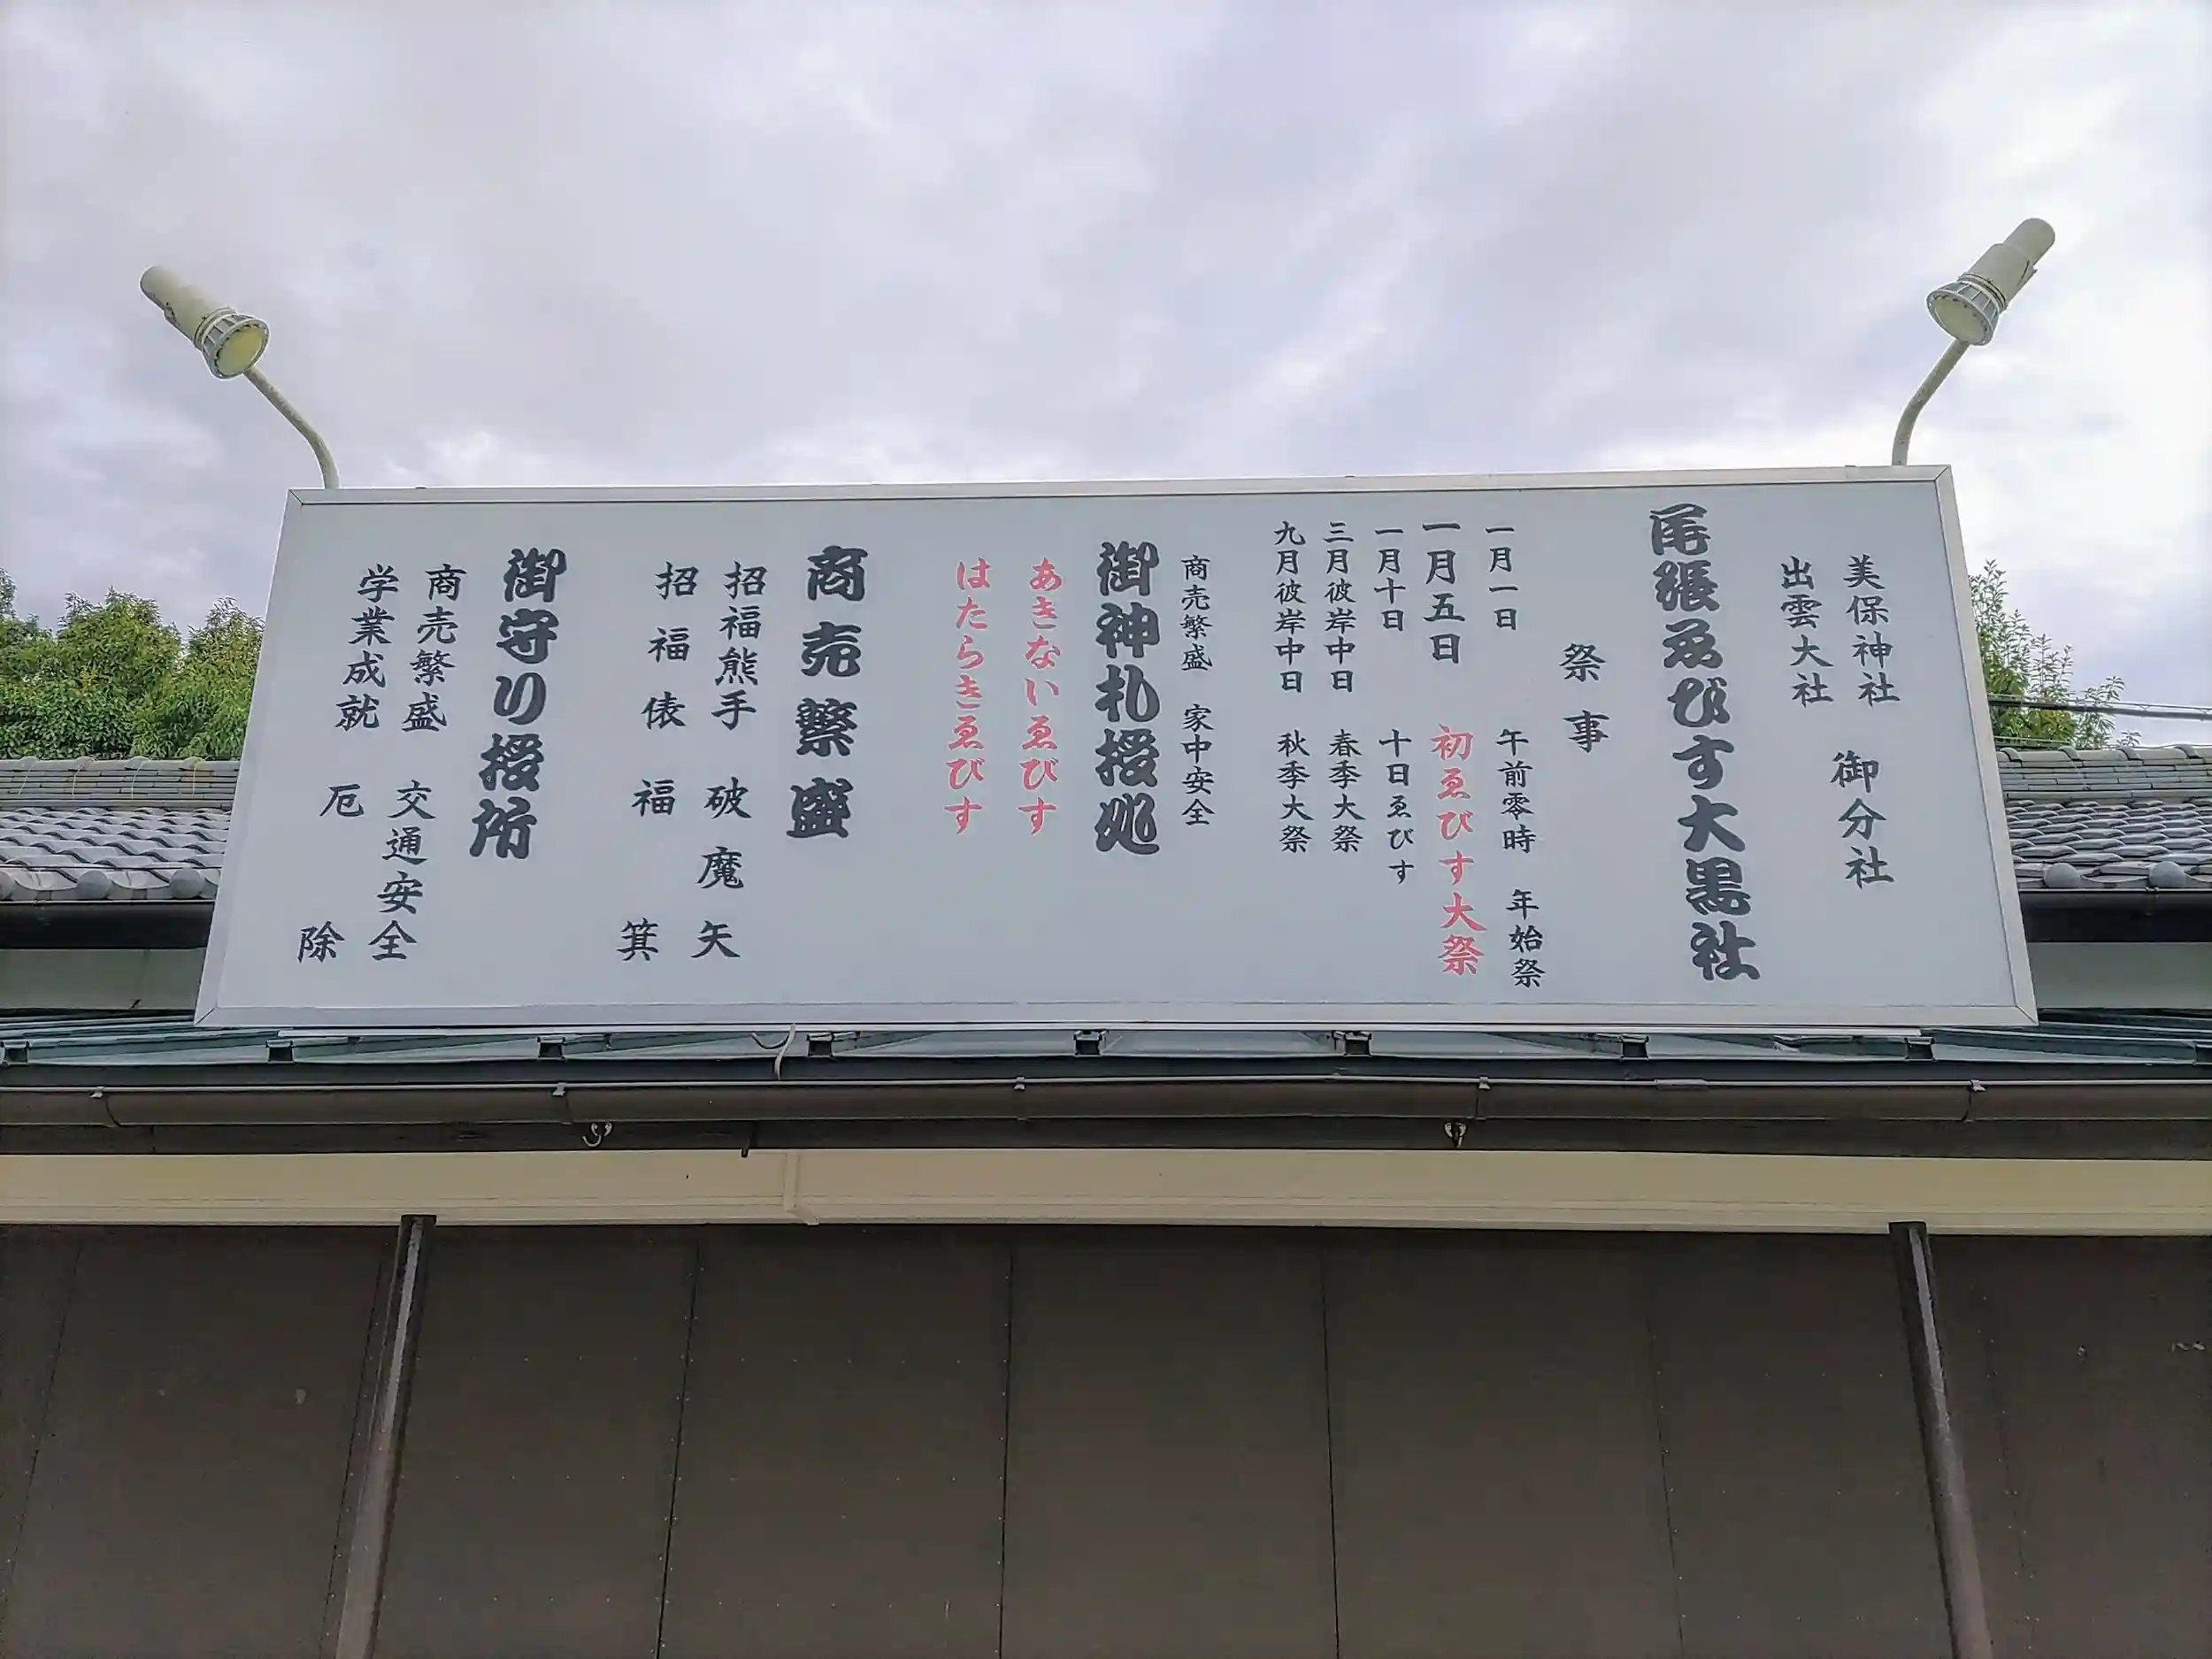 美保神社
出雲大社
御分社
尾張ゑびす大黒社
祭事
一月一日 午前零時 年始祭
一月五日 初ゑびす大祭
一月十日 十日ゑびす
三月彼岸中日 春季大祭
九月彼岸中日 秋季大祭
商売繁盛 家中安全
御神札授処
あきないゑびす
はたらきゑびす
商売繁盛
招福熊手 破魔矢
招福俵 福箕
御守り授所
商売繁盛 交通安全
学業成就 厄除